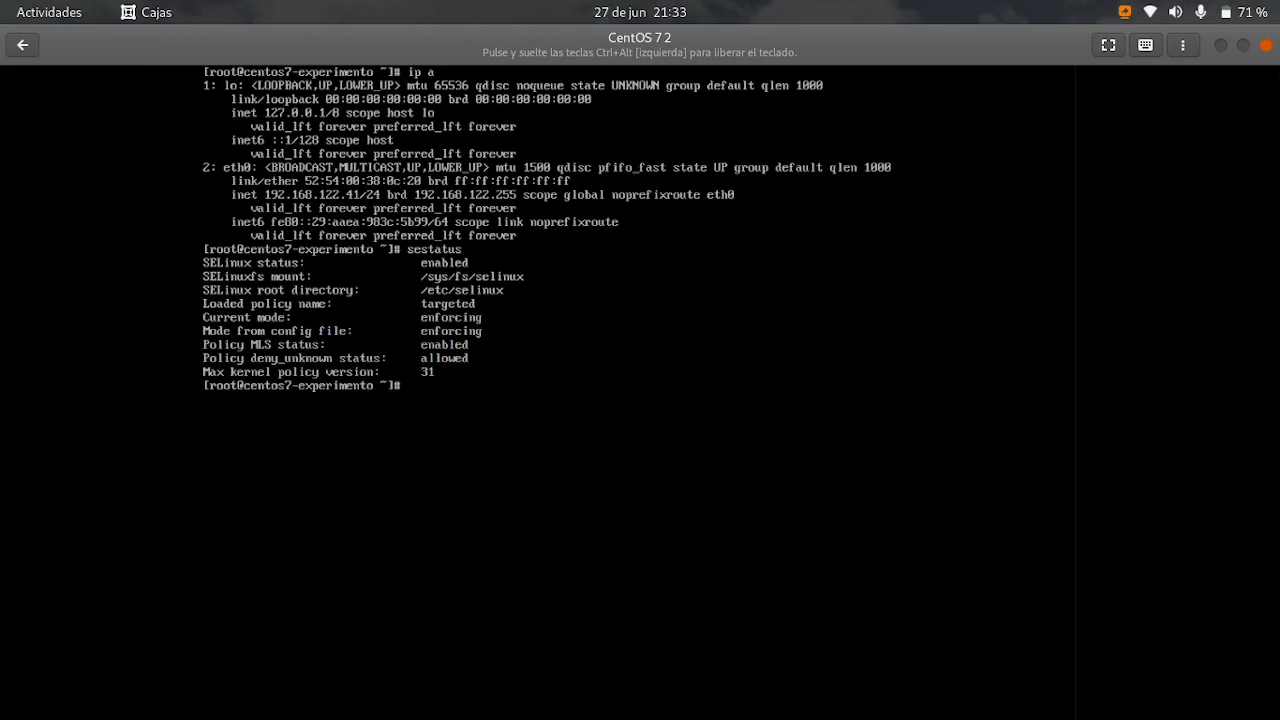 Actividades Cajas 27 de jun 21:33 71 %
CentOS 7 2
Pulse y suelte las teclas Ctrl+Alt [izquierda] para liberar el teclado.
[root@centos7-experimento ~]# ip a
1: lo: <LOOPBACK,UP,LOWER_UP> mtu 65536 qdisc noqueue state UNKNOWN group default qlen 1000
link/loopback 00:00:00:00:00:00 brd 00:00:00:00:00:00
inet 127.0.0.1/8 scope host lo
valid_lft forever preferred_lft forever
inet6 ::1/128 scope host
valid_lft forever preferred_lft forever
2: eth0: <BROADCAST,MULTICAST,UP,LOWER_UP> mtu 1500 qdisc pfifo_fast state UP group default qlen 1000
link/ether 52:54:00:38:0c:20 brd ff:ff:ff:ff:ff:ff
inet 192.168.122.41/24 brd 192.168.122.255 scope global noprefixroute eth0
valid_lft forever preferred_lft forever
inet6 fe80::29:aaea:983c:5b99/64 scope link noprefixroute
valid_lft forever preferred_lft forever
[root@centos7-experimento ~]# sestatus
SELinux status: enabled
SELinuxfs mount: /sys/fs/selinux
SELinux root directory: /etc/selinux
Loaded policy name: targeted
Current mode: enforcing
Mode from config file: enforcing
Policy MLS status: enabled
Policy deny_unknown status: allowed
Max kernel policy version: 31
[root@centos7-experimento ~]#